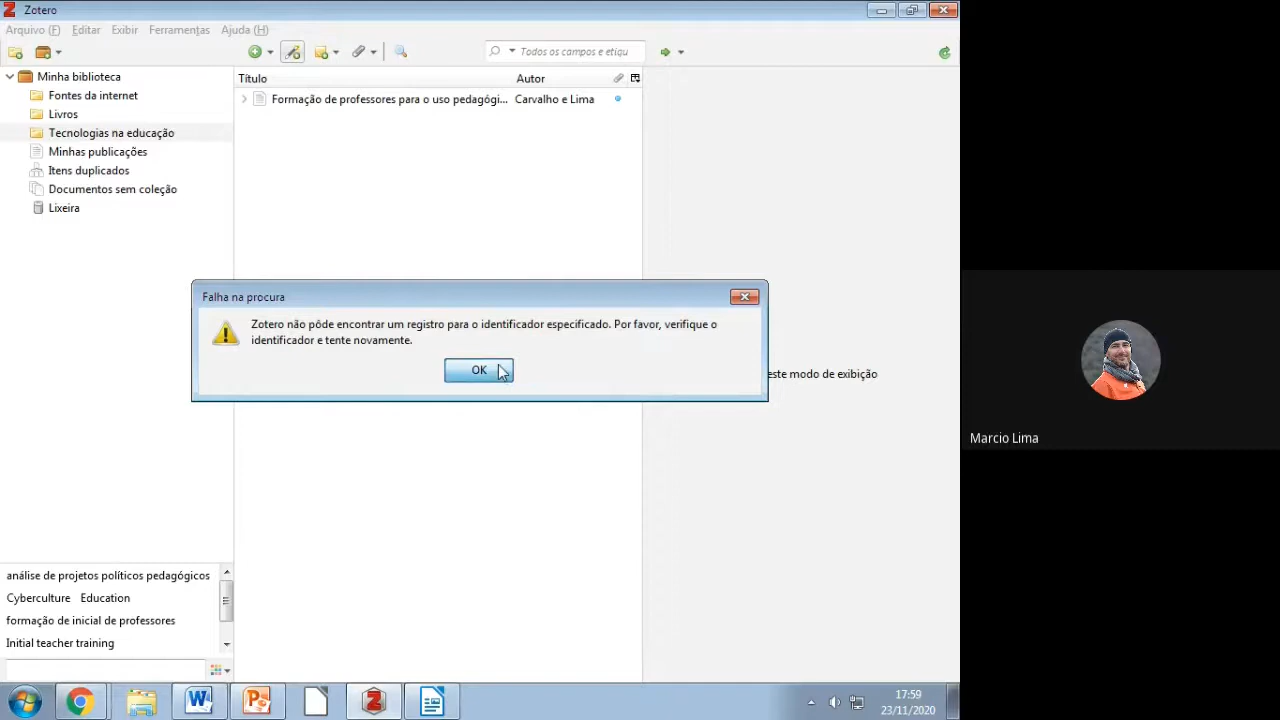 Zotero
Arquivo (F) Editar Exibir Ferramentas Ajuda (H)
Todos os campos e etiqu
Minha biblioteca
Fontes da internet
Livros
Tecnologias na educação
Minhas publicações
Itens duplicados
Documentos sem coleção
Lixeira
Título Autor
Formação de professores para o uso pedagógi... Carvalho e Lima
Falha na procura
Zotero não pôde encontrar um registro para o identificador especificado. Por favor, verifique o
identificador e tente novamente.
OK
este modo de exibição
Marcio Lima
análise de projetos políticos pedagógicos
Cyberculture Education
formação de inicial de professores
Initial teacher training
17:59
23/11/2020